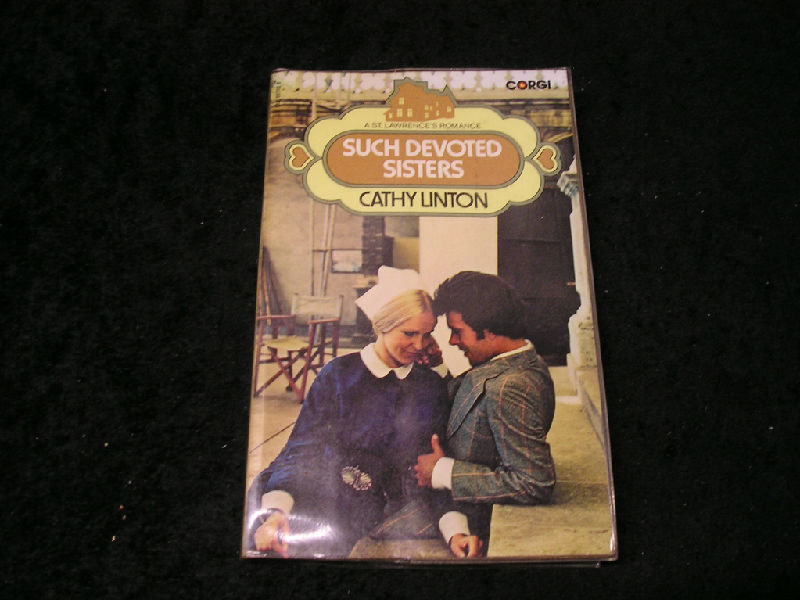 CORGI
A ST. LAWRENCE'S ROMANCE
SUCH DEVOTED
SISTERS
CATHY LINTON